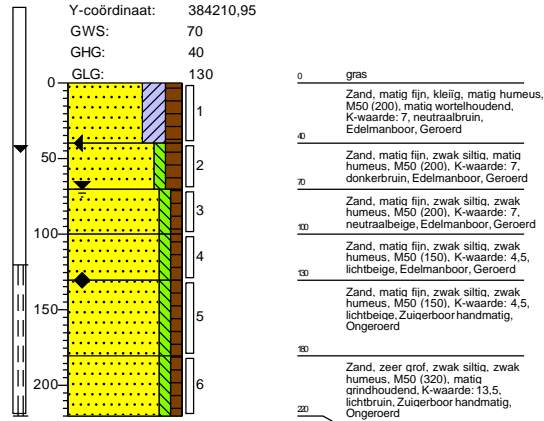 Y-coördinaat: 384210,95
GWS: 70
GHG: 40
GLG: 130
0
50
100
150
200
1
2
3
4
5
6
0 gras
Zand, matig fijn, kleiïg, matig humeus,
M50 (200), matig wortelhoudend,
K-waarde: 7, neutraalbruin,
Edelmanboor, Geroerd
40
Zand, matig fijn, zwak siltig, matig
humeus, M50 (200), K-waarde: 7,
donkerbruin, Edelmanboor, Geroerd
70
Zand, matig fijn, zwak siltig, zwak
humeus, M50 (200), K-waarde: 7,
neutraalbeige, Edelmanboor, Geroerd
100
Zand, matig fijn, zwak siltig, zwak
humeus, M50 (150), K-waarde: 4,5,
lichtbeige, Edelmanboor, Geroerd
130
Zand, matig fijn, zwak siltig, zwak
humeus, M50 (150), K-waarde: 4,5,
lichtbeige, Zuigerboor handmatig,
Ongeroerd
180
Zand, zeer grof, zwak siltig, zwak
humeus, M50 (320), matig
grindhoudend, K-waarde: 13,5,
lichtbruin, Zuigerboor handmatig,
Ongeroerd
220